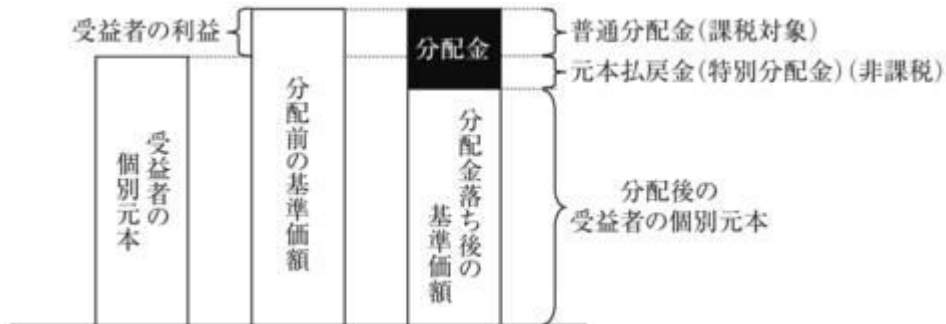 受益者の利益
受益者の
個別元本
分配前の基準価額
分配金
分配金落ち後の
基準価額
普通分配金(課税対象)
元本払戻金(特別分配金)(非課税)
分配後の
受益者の個別元本